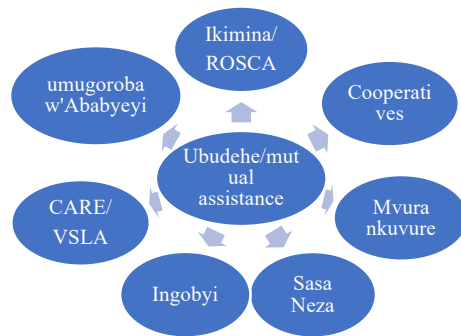 Ikimina/
ROSCA
umugoroba
w'Ababyeyi
Cooperati
ves
Ubudehe/mut
ual
assistance
CARE/
VSLA
Mvura
nkuvure
Ingobyi
Sasa
Neza